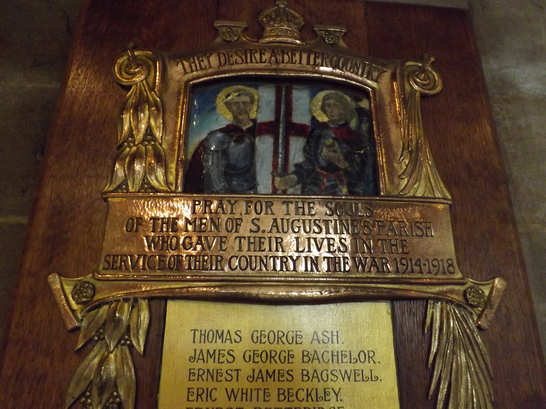 THEY DESIRE A BETTER COUNTRY
PRAY FOR THE SOULS
OF THE MEN OF S. AUGUSTINE'S PARISH
WHO GAVE THEIR LIVES IN THE
SERVICE OF THEIR COUNTRY IN THE WAR 1914-1918
THOMAS GEORGE ASH.
JAMES GEORGE BACHELOR.
ERNEST JAMES BAGSWELL.
ERIC WHITE BECKLEY.
ERNEST